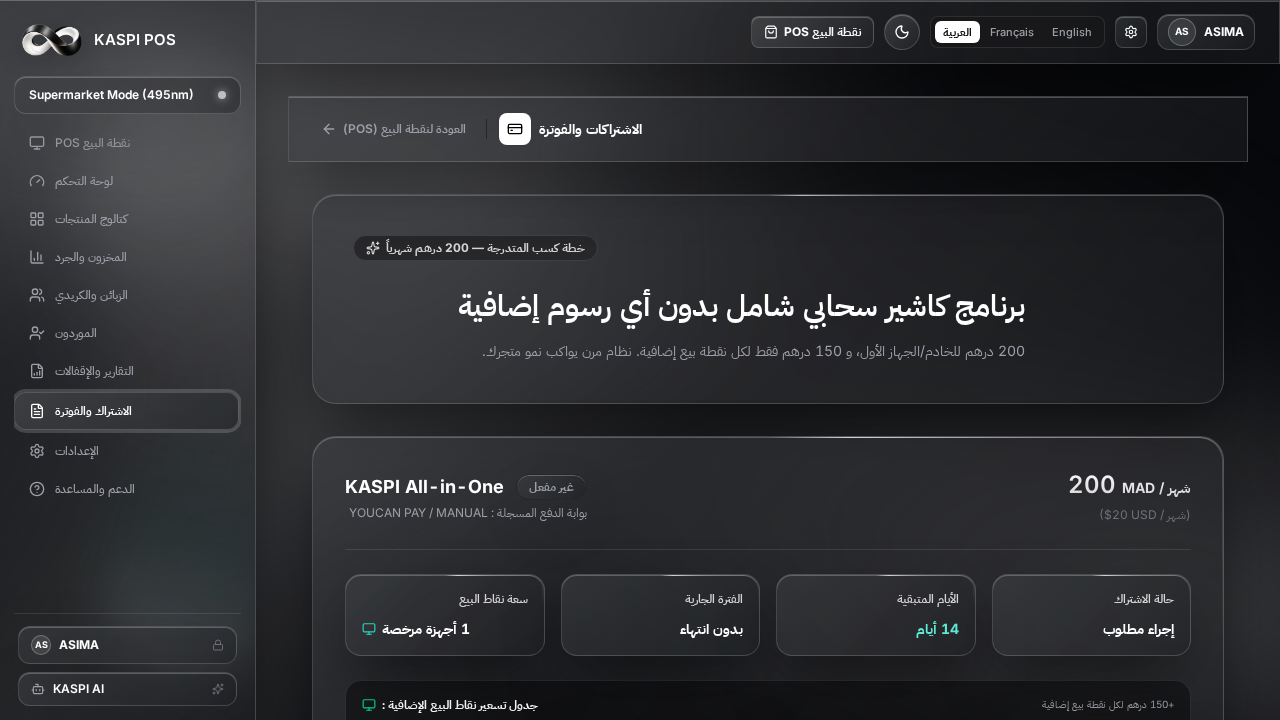 KASPI POS
Supermarket Mode (495nm)
نقطة البيع POS
لوحة التحكم
كتالوج المنتجات
المخزون والجرد
الزبائن والكريدي
الموردون
التقارير والإقفالات
الاشتراك والفوترة
الإعدادات
الدعم والمساعدة
AS ASIMA
KASPI AI
نقطة البيع POS
العربية Français English
AS ASIMA
العودة لنقطة البيع (POS)
الاشتراكات والفوترة
خطة كسب المتدرجة — 200 درهم شهرياً
برنامج كاشير سحابي شامل بدون أي رسوم إضافية
200 درهم للخادم/الجهاز الأول، و 150 درهم فقط لكل نقطة بيع إضافية. نظام مرن يواكب نمو متجرك.
KASPI All-in-One غير مفعل
بوابة الدفع المسجلة : YOUCAN PAY / MANUAL
200 MAD / شهر
($20 USD / شهر)
حالة الاشتراك
إجراء مطلوب
الأيام المتبقية
14 أيام
الفترة الجارية
بدون انتهاء
سعة نقاط البيع
1 أجهزة مرخصة
جدول تسعير نقاط البيع الإضافية :
+150 درهم لكل نقطة بيع إضافية